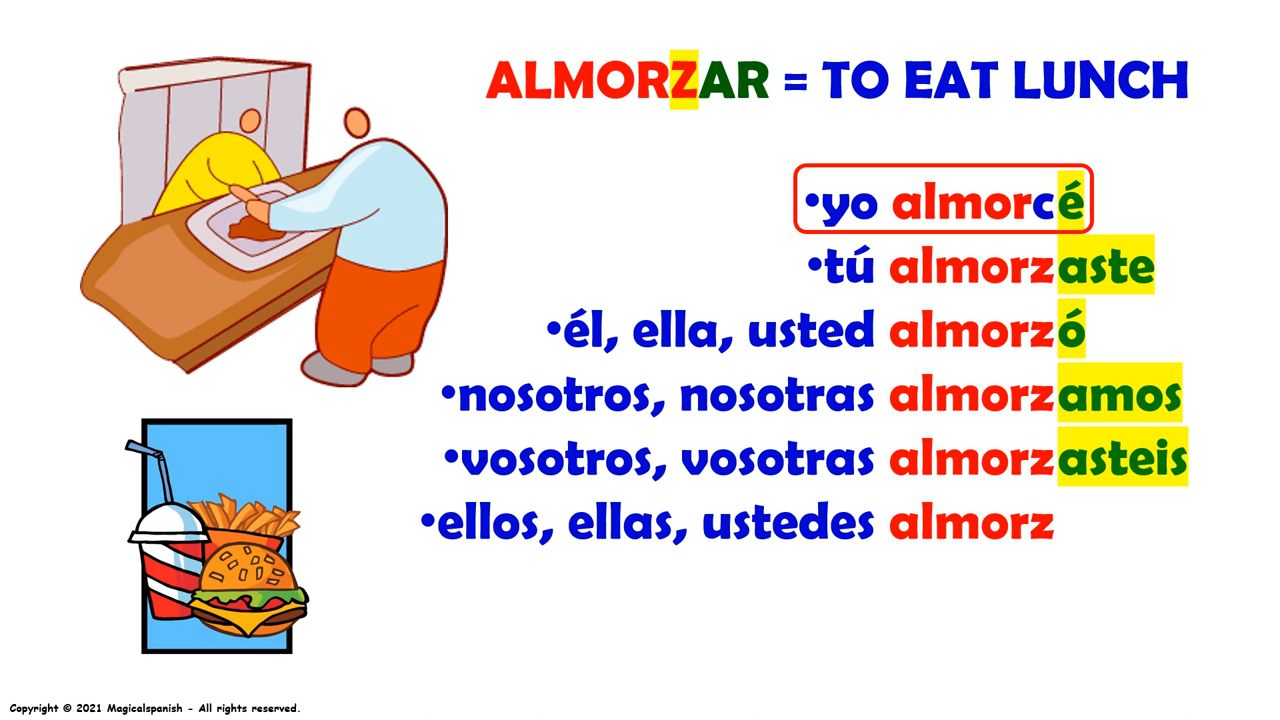 ALMORZAR = TO EAT LUNCH
•yo almorcé
•tú almorzaste
•él, ella, usted almorzó
•nosotros, nosotras almorzamos
•vosotros, vosotras almorzasteis
•ellos, ellas, ustedes almorz
Copyright © 2021 Magicalspanish - All rights reserved.